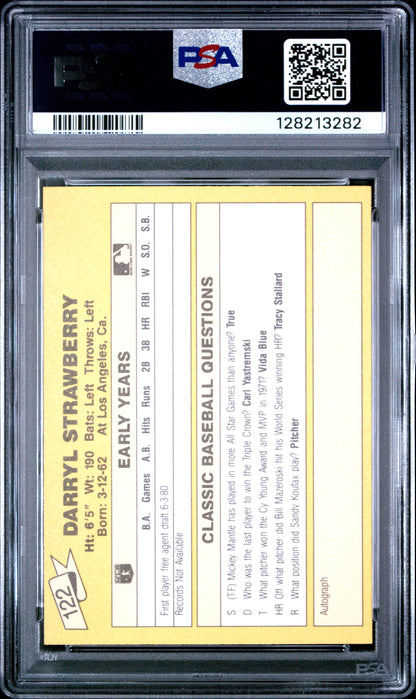 PSA
128213282
122
DARRYL STRAWBERRY
Ht: 6'5" Wt: 190 Bats: Left Throws: Left
Born: 3-12-62 At Los Angeles, Ca.
EARLY YEARS
B.A. Games A.B. Hits Runs 2B 3B HR RBI W S.O. S.B.
First player free agent draft 6-3-80
Records Not Available
CLASSIC BASEBALL QUESTIONS
S (T-F) Mickey Mantle has played in more All Star Games than anyone? True
D Who was the last player to win the Triple Crown? Carl Yastremski
T What pitcher won the Cy Young Award and MVP in 1971? Vida Blue
HR Off what pitcher did Bill Mazeroski hit his World Series winning HR? Tracy Stallard
R What position did Sandy Koufax play? Pitcher
Autograph
PSA